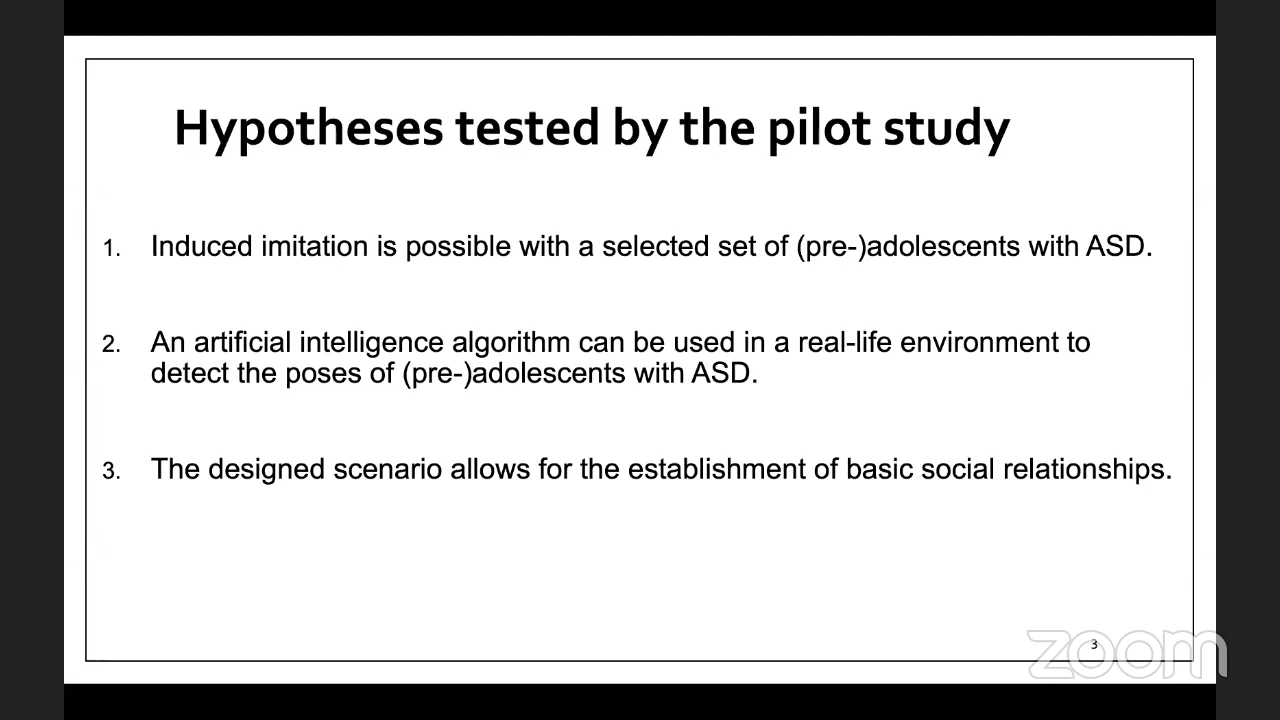 Hypotheses tested by the pilot study
1. Induced imitation is possible with a selected set of (pre-)adolescents with ASD.
2. An artificial intelligence algorithm can be used in a real-life environment to
detect the poses of (pre-)adolescents with ASD.
3. The designed scenario allows for the establishment of basic social relationships.
3
zoom